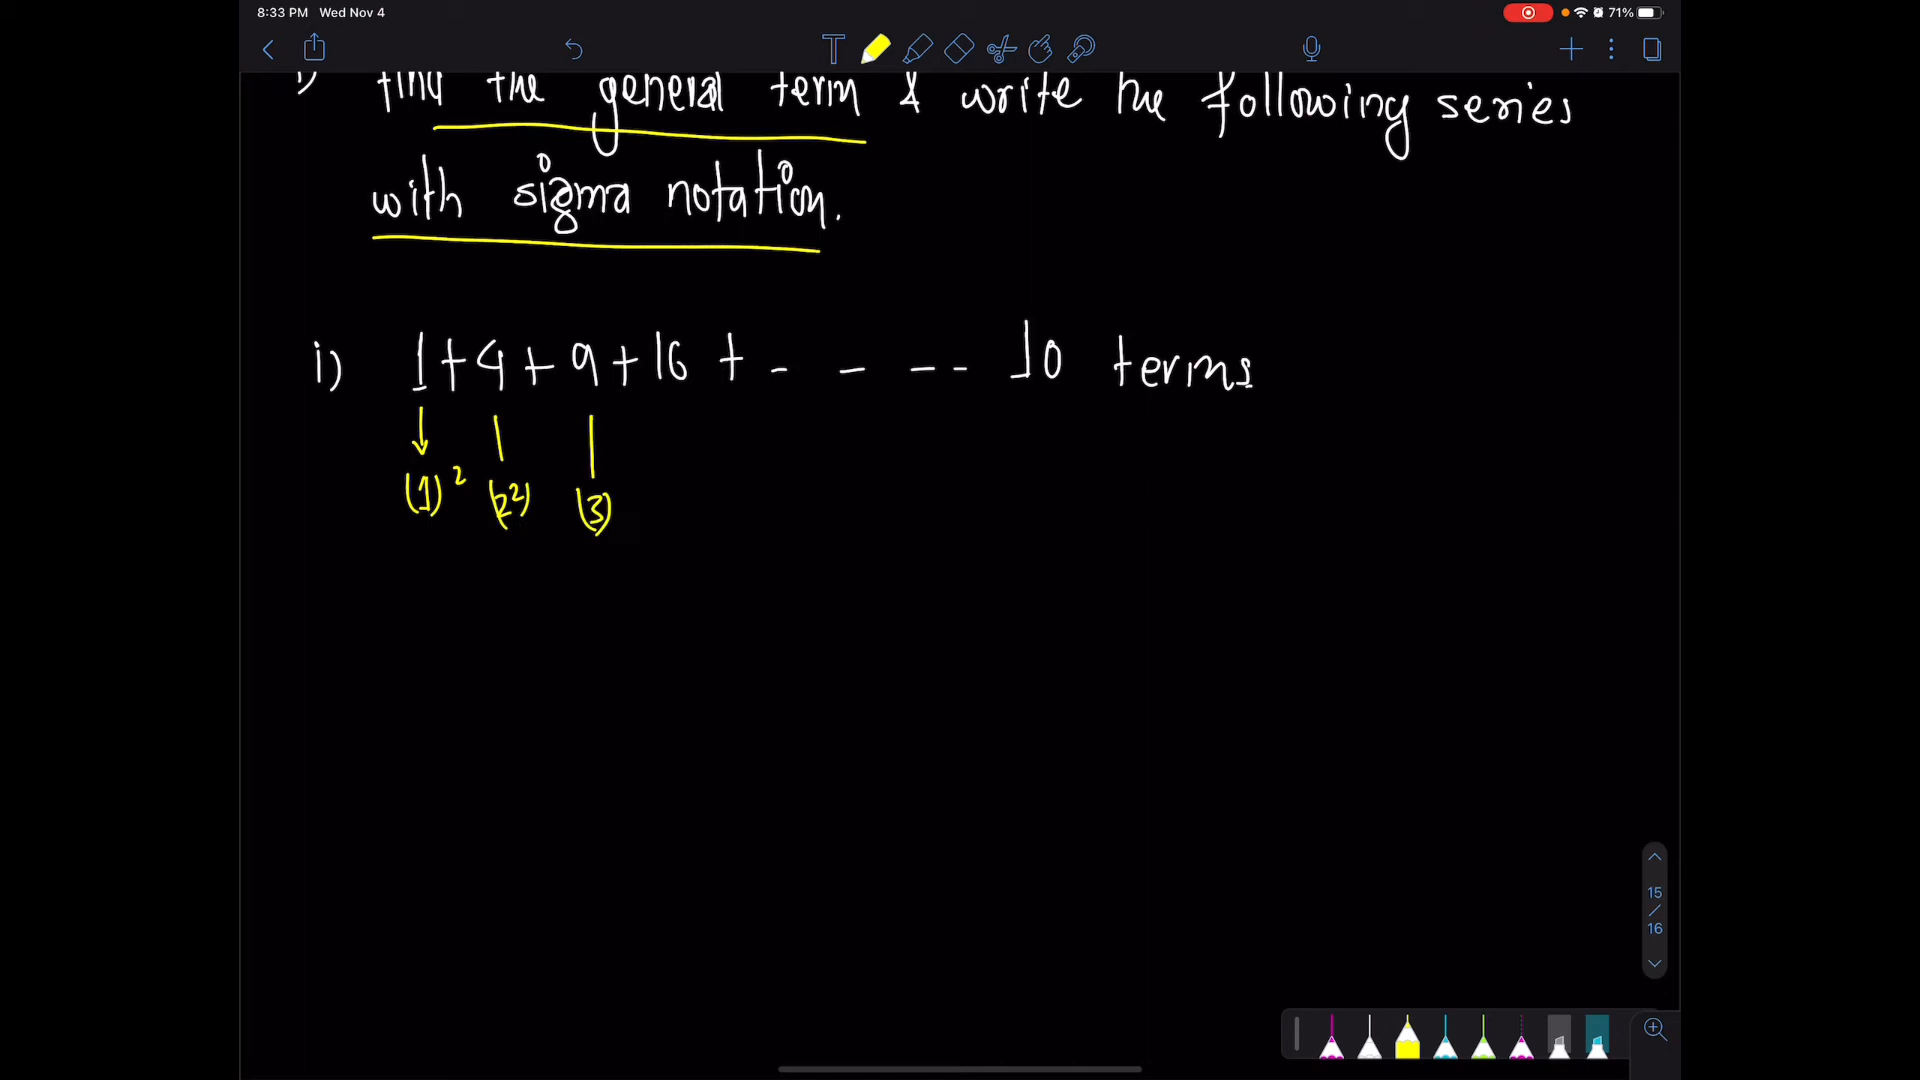 8:33 PM Wed Nov 4
71%
1) find the general term & write the following series
with sigma notation.
i) 1 + 4 + 9 + 16 + - - - - 10 terms
(1)² (2²) (3)
15
/
16